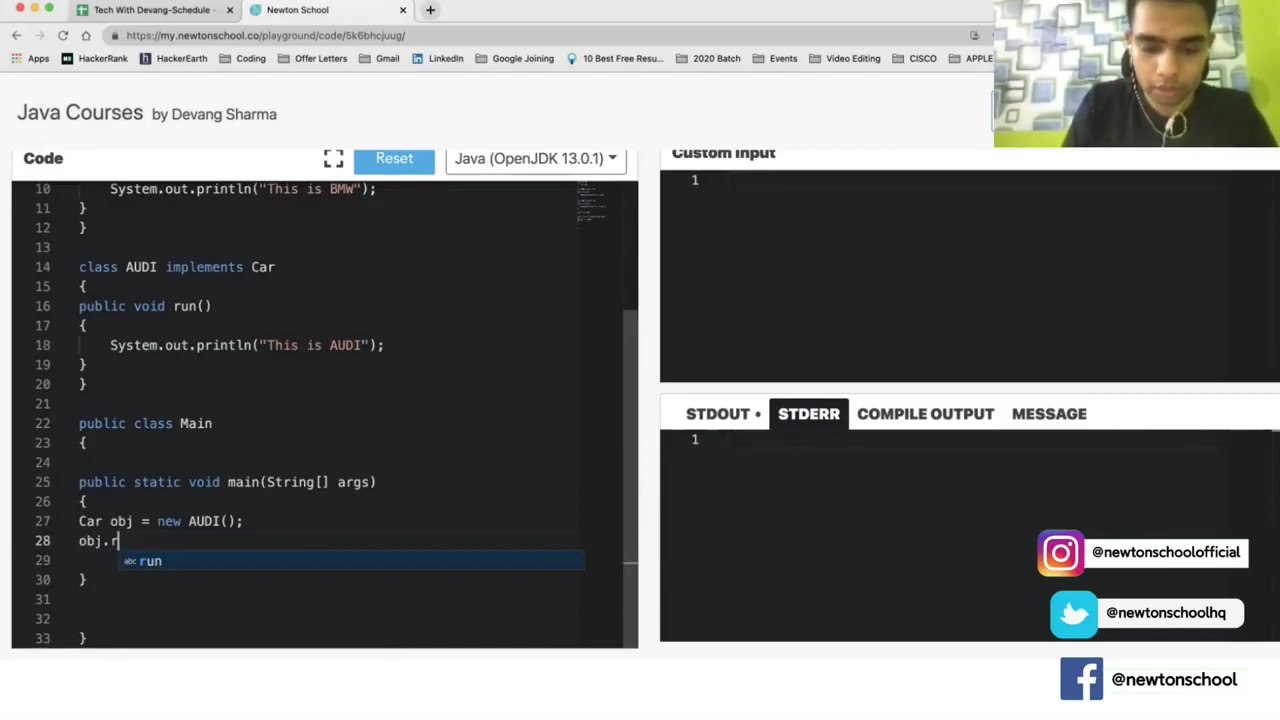 Tech With Devang-Schedule - Newton School
https://my.newtonschool.co/playground/code/5k6bhcjuug/
Apps HackerRank HackerEarth Coding Offer Letters Gmail LinkedIn Google Joining 10 Best Free Resu... 2020 Batch Events Video Editing CISCO APPLE
Java Courses by Devang Sharma
Code Reset Java (OpenJDK 13.0.1)
10 System.out.println("This is BMW");
11 }
12 }
13
14 class AUDI implements Car
15 {
16 public void run()
17 {
18 System.out.println("This is AUDI");
19 }
20 }
21
22 public class Main
23 {
24
25 public static void main(String[] args)
26 {
27 Car obj = new AUDI();
28 obj.r
29 abc run
30 }
31
32
33 }
Custom Input
1
STDOUT • STDERR COMPILE OUTPUT MESSAGE
1
@newtonschoolofficial
@newtonschoolhq
@newtonschool